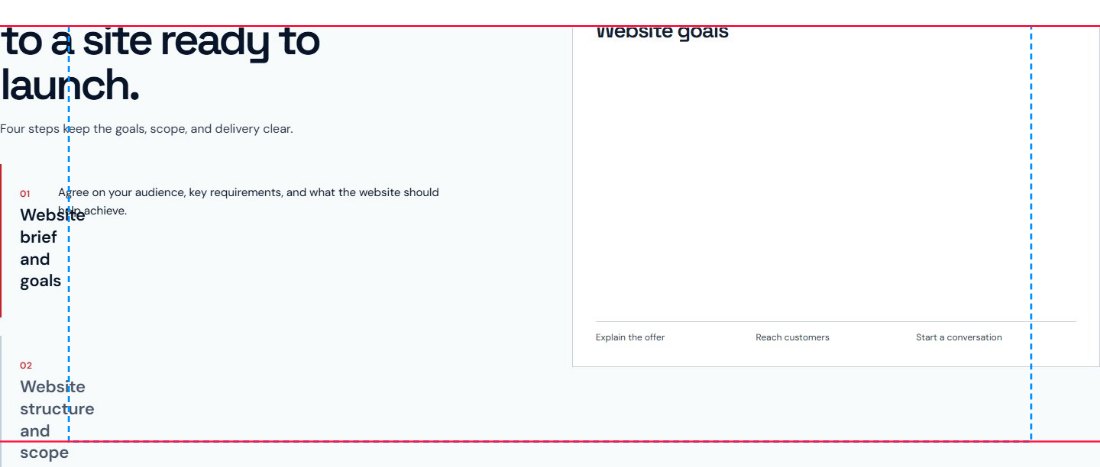 to a site ready to
launch.
Four steps keep the goals, scope, and delivery clear.
01
Website
brief
and
goals
Agree on your audience, key requirements, and what the website should
help achieve.
02
Website
structure
and
scope
Website goals
Explain the offer
Reach customers
Start a conversation